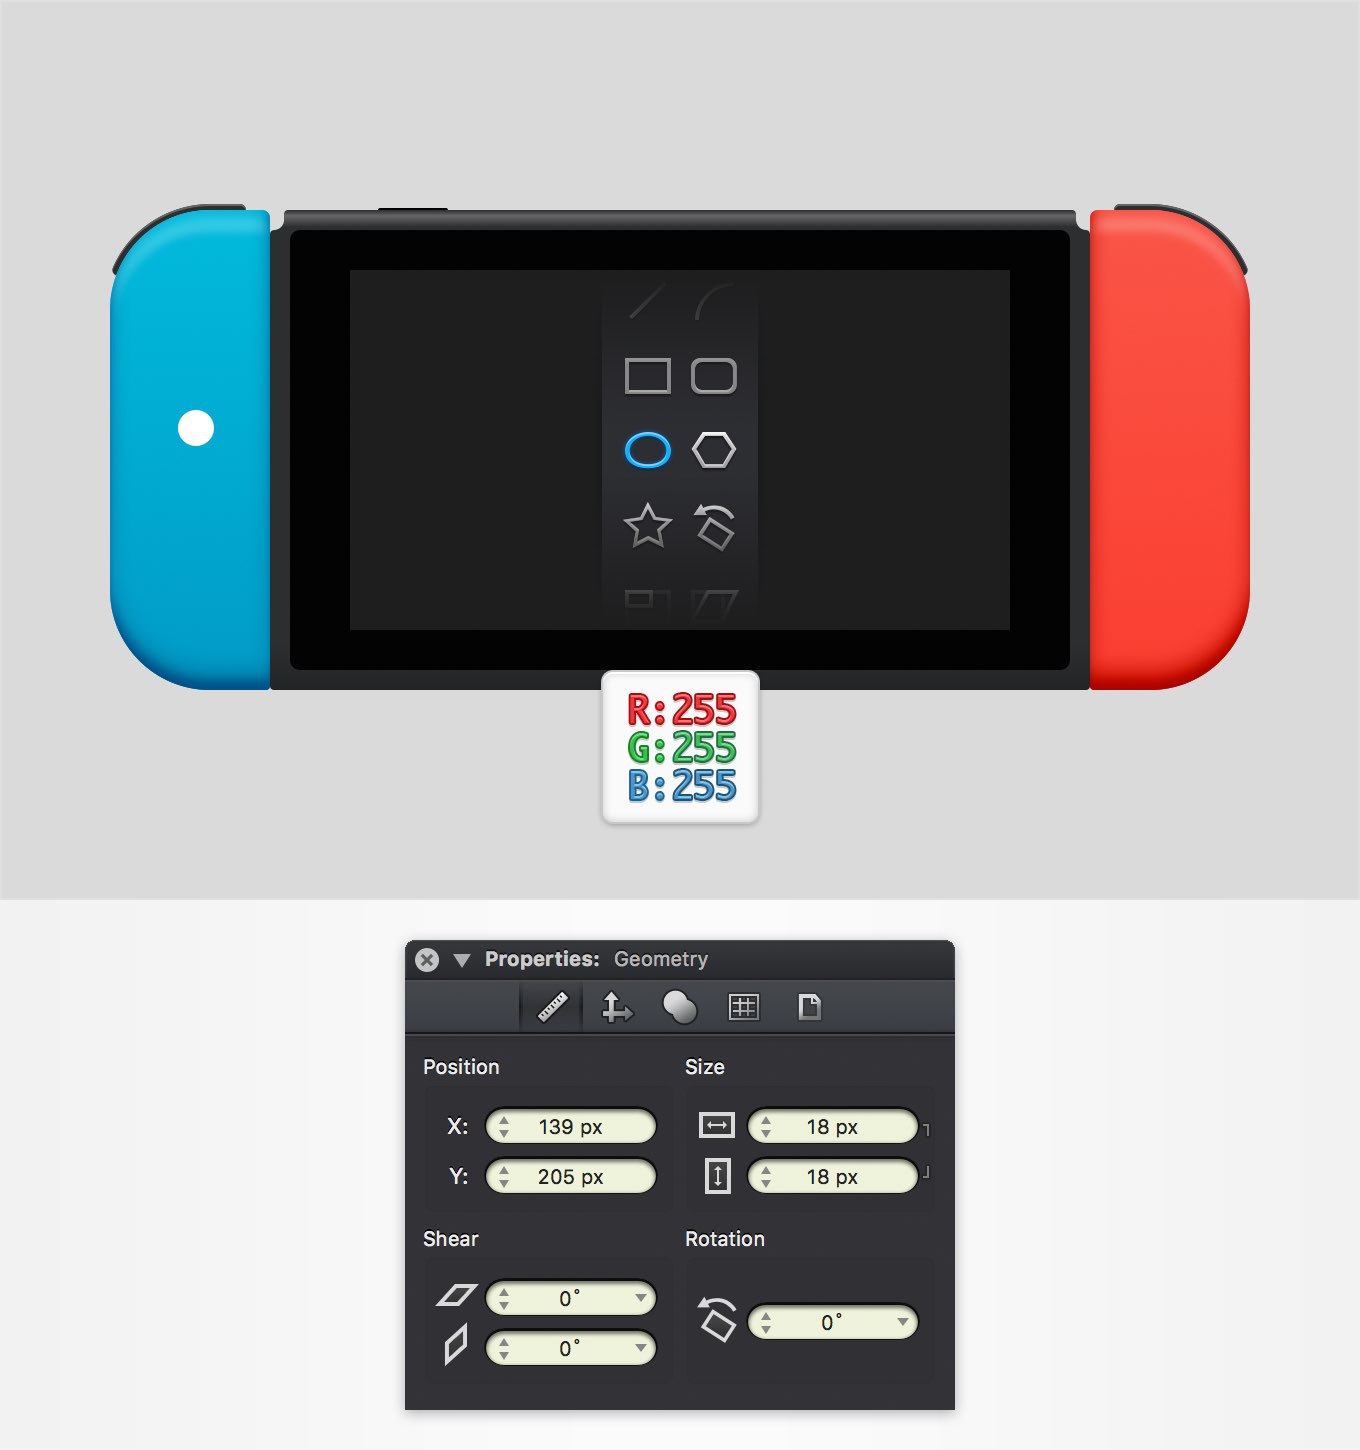 R:255
G:255
B:255
Properties: Geometry
Position
Size
X: 139 px
18 px
Y: 205 px
18 px
Shear
Rotation
0°
0°
0°